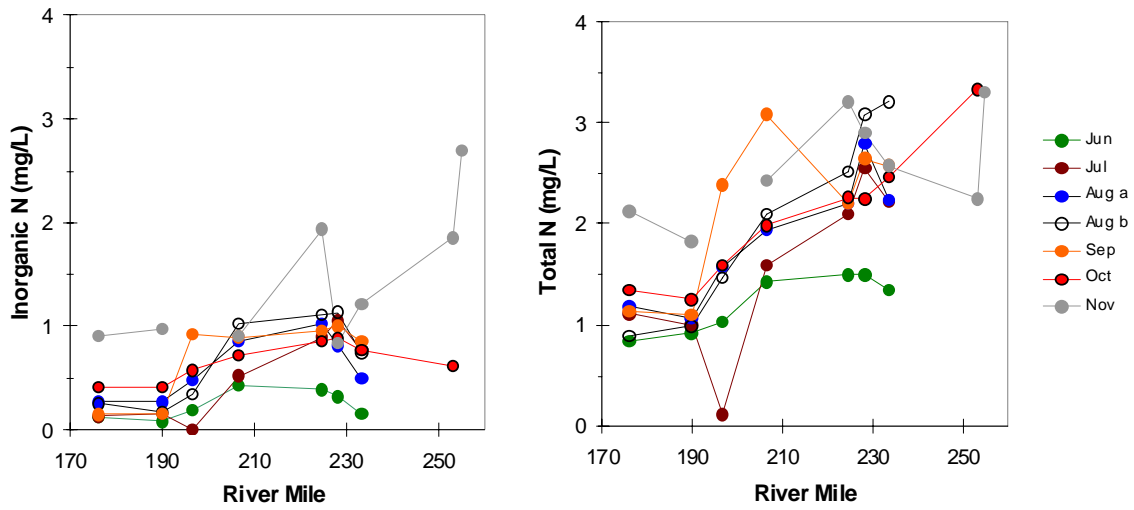 4
3
2
1
0
Inorganic N (mg/L)
170
190
210
230
250
River Mile
4
3
2
1
0
Total N (mg/L)
170
190
210
230
250
River Mile
Jun
Jul
Aug a
Aug b
Sep
Oct
Nov